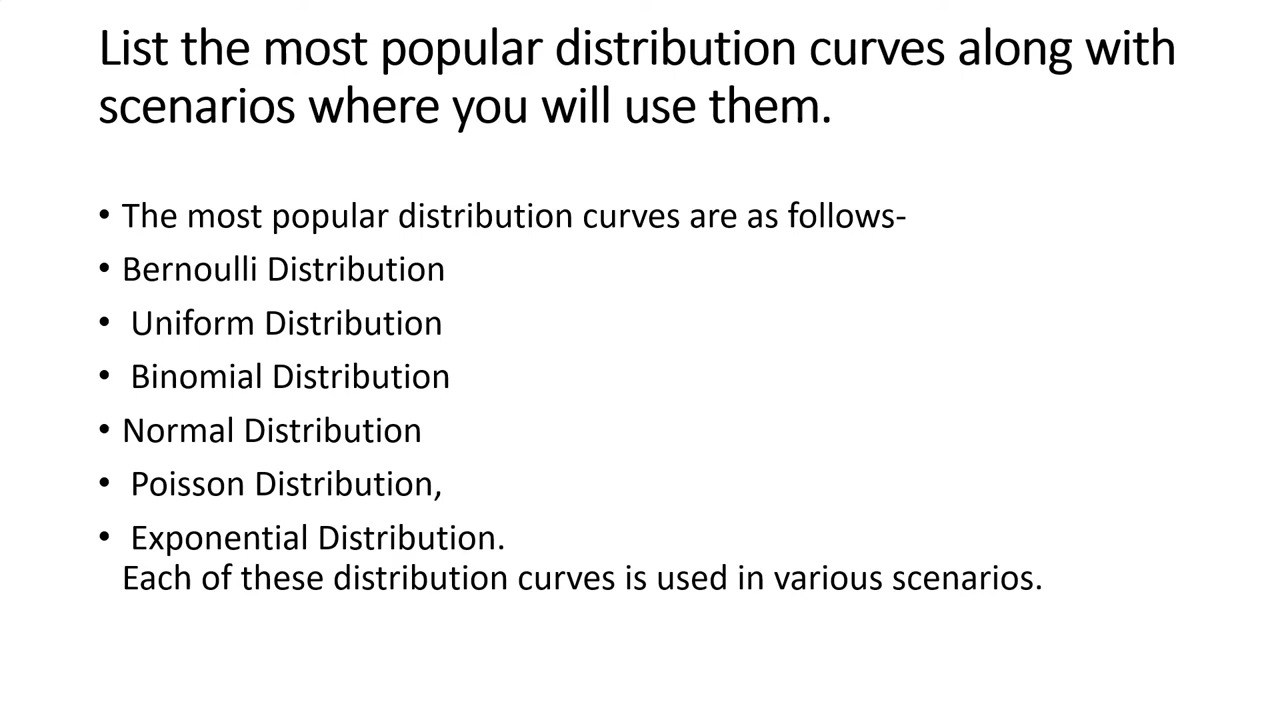 List the most popular distribution curves along with
scenarios where you will use them.
• The most popular distribution curves are as follows-
• Bernoulli Distribution
• Uniform Distribution
• Binomial Distribution
• Normal Distribution
• Poisson Distribution,
• Exponential Distribution.
Each of these distribution curves is used in various scenarios.